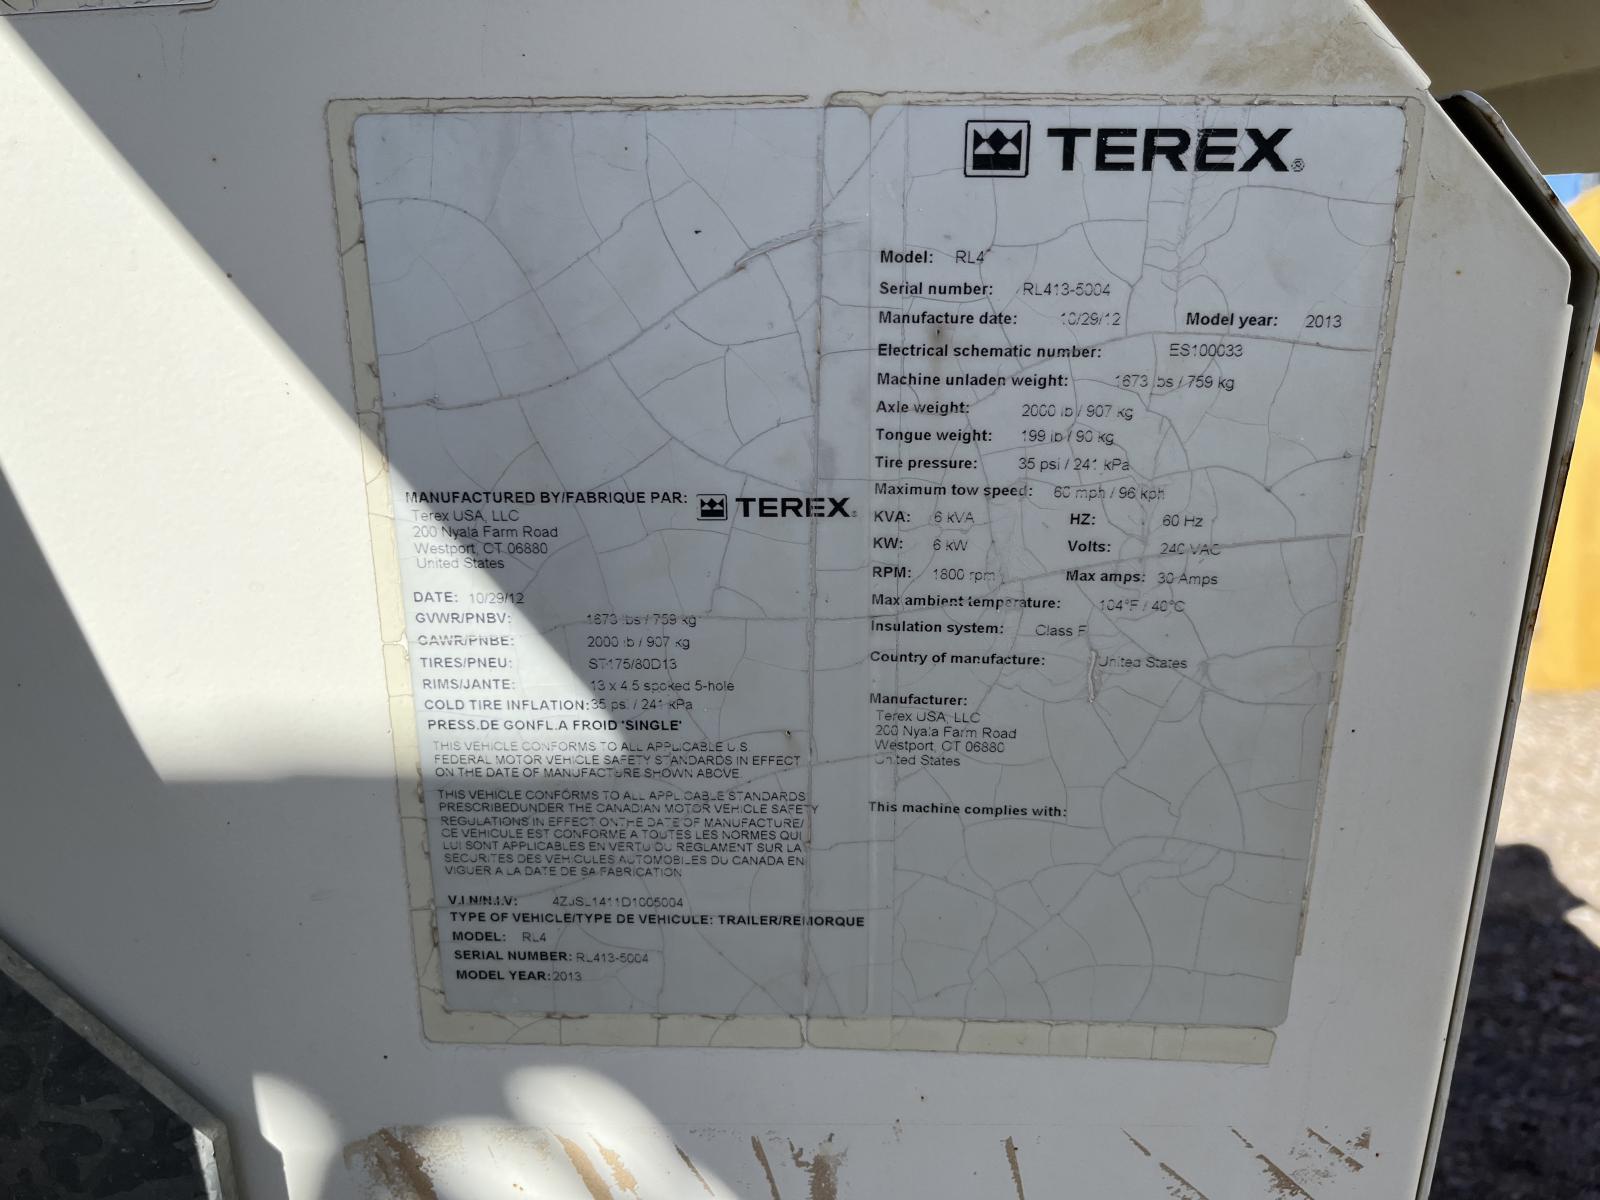 MANUFACTURED BY/FABRIQUE PAR: TEREX®
Terex USA, LLC
200 Nyala Farm Road
Westport, CT 06880
United States
DATE: 10/29/12
GVWR/PNBV: 1673 lbs / 759 kg
GAWR/PNBE: 2000 lb / 907 kg
TIRES/PNEU: ST175/80D13
RIMS/JANTE: 13 x 4.5 spoked 5-hole
COLD TIRE INFLATION: 35 psi / 241 kPa
PRESS.DE GONFL.A FROID 'SINGLE'
THIS VEHICLE CONFORMS TO ALL APPLICABLE U.S.
FEDERAL MOTOR VEHICLE SAFETY STANDARDS IN EFFECT
ON THE DATE OF MANUFACTURE SHOWN ABOVE
THIS VEHICLE CONFORMS TO ALL APPLICABLE STANDARDS
PRESCRIBEDUNDER THE CANADIAN MOTOR VEHICLE SAFETY
REGULATIONS IN EFFECT ONTHE DATE OF MANUFACTURE/
CE VEHICULE EST CONFORME A TOUTES LES NORMES QUI
LUI SONT APPLICABLES EN VERTU DU REGLAMENT SUR LA
SECURITES DES VEHICULES AUTOMOBILES DU CANADA EN
VIGUER A LA DATE DE SA FABRICATION
V.I.N/N.I.V:
TYPE OF VEHICLE/TYPE DE VEHICULE: TRAILER/REMORQUE
MODEL: RL4
SERIAL NUMBER: RL413-5004
MODEL YEAR: 2013
TEREX®
Model: RL4
Serial number: RL413-5004
Manufacture date: 10/29/12 Model year: 2013
Electrical schematic number: ES100033
Machine unladen weight: 1673 lbs / 759 kg
Axle weight: 2000 lb / 907 kg
Tongue weight: 199 lb / 90 kg
Tire pressure: 35 psi / 241 kPa
Maximum tow speed: 60 mph / 96 kph
KVA: 6 kVA HZ: 60 Hz
KW: 6 kW Volts: 240 VAC
RPM: 1800 rpm Max amps: 30 Amps
Max ambient temperature: 104°F / 40°C
Insulation system: Class F
Country of manufacture: United States
Manufacturer:
Terex USA, LLC
200 Nyala Farm Road
Westport, CT 06880
United States
This machine complies with: